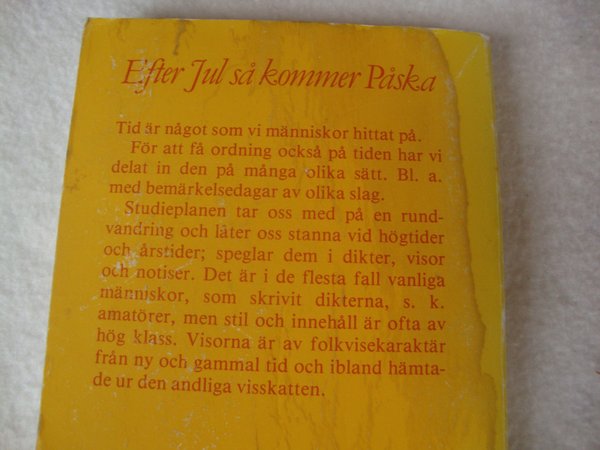 Efter Jul så kommer Påska
Tid är något som vi människor hittat på.
För att få ordning också på tiden har vi
delat in den på många olika sätt. Bl. a.
med bemärkelsedagar av olika slag.
Studieplanen tar oss med på en rund-
vandring och låter oss stanna vid högtider
och årstider; speglar dem i dikter, visor
och notiser. Det är i de flesta fall vanliga
människor, som skrivit dikterna, s. k.
amatörer, men stil och innehåll är ofta av
hög klass. Visorna är av folkvisekaraktär
från ny och gammal tid och ibland hämta-
de ur den andliga visskatten.